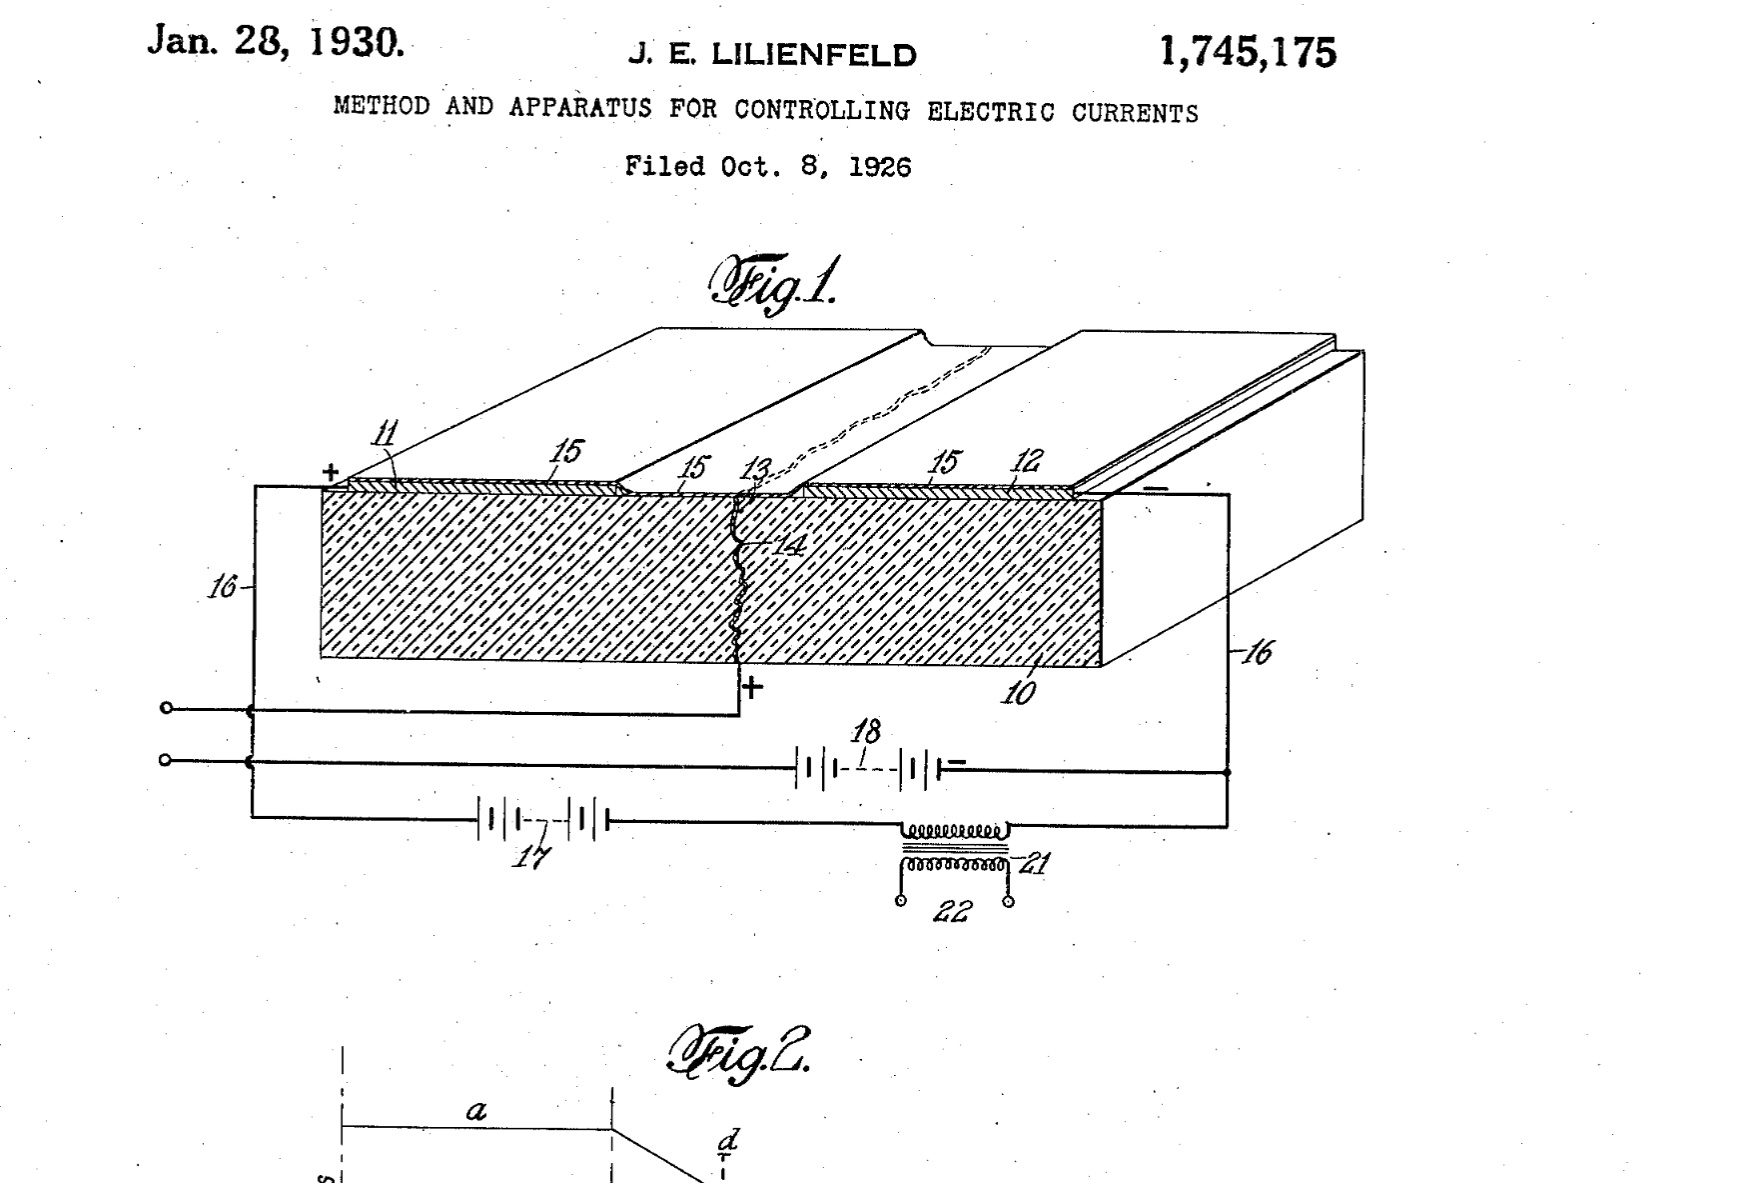 Jan. 28, 1930.
J. E. LILIENFELD
1,745,175
METHOD AND APPARATUS FOR CONTROLLING ELECTRIC CURRENTS
Filed Oct. 8, 1926
Fig.1.
11
15
15
13
15
12
+
−
14
16
16
10
+
18
−
17
21
22
Fig.2.
a
d